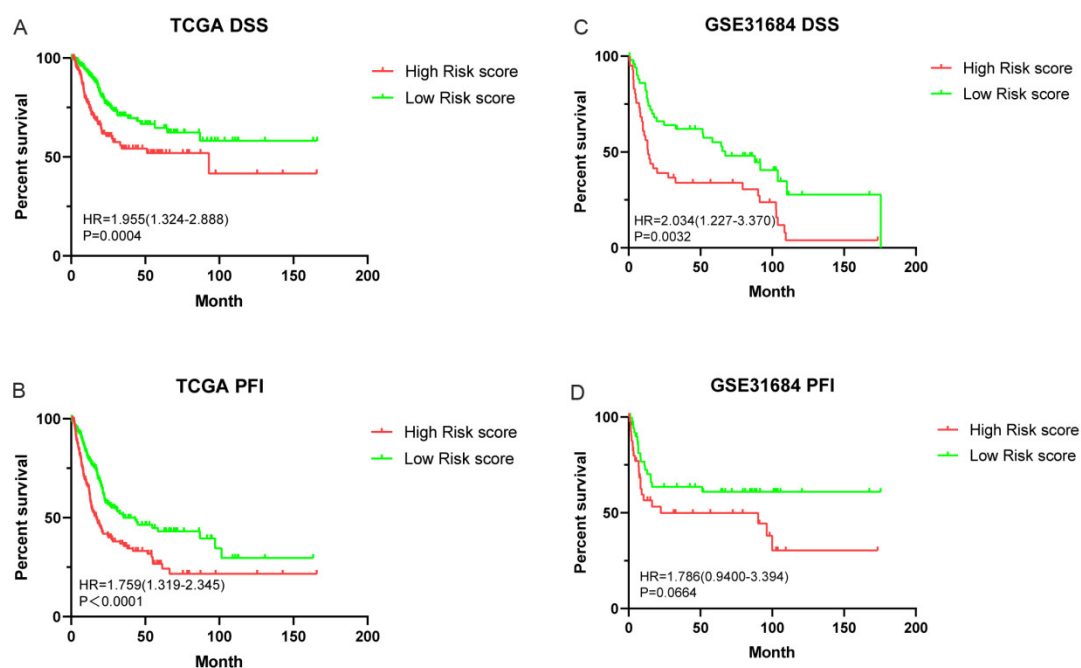 A
TCGA DSS
Percent survival
100
50
0
HR=1.955(1.324-2.888)
P=0.0004
0 50 100 150 200
Month
High Risk score
Low Risk score
C
GSE31684 DSS
Percent survival
100
50
0
HR=2.034(1.227-3.370)
P=0.0032
0 50 100 150 200
Month
High Risk score
Low Risk score
B
TCGA PFI
Percent survival
100
50
0
HR=1.759(1.319-2.345)
P<0.0001
0 50 100 150 200
Month
High Risk score
Low Risk score
D
GSE31684 PFI
Percent survival
100
50
0
HR=1.786(0.9400-3.394)
P=0.0664
0 50 100 150 200
Month
High Risk score
Low Risk score